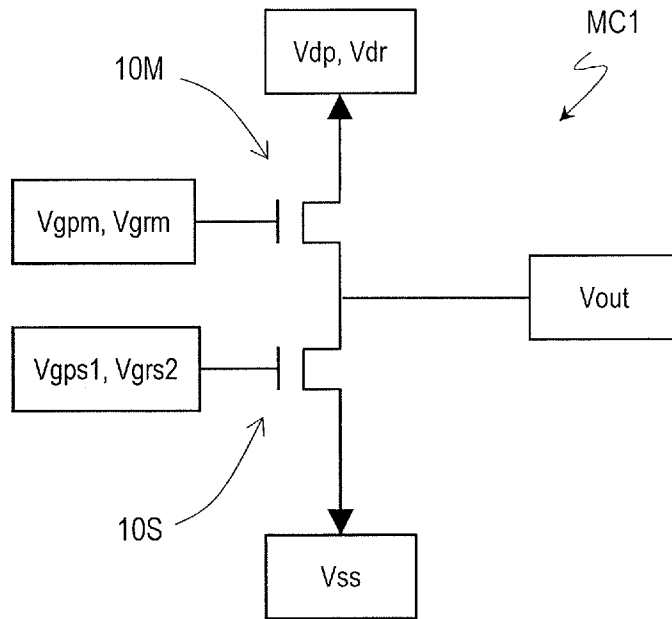 MC1
Vdp, Vdr
10M
Vgpm, Vgrm
Vout
Vgps1, Vgrs2
10S
Vss